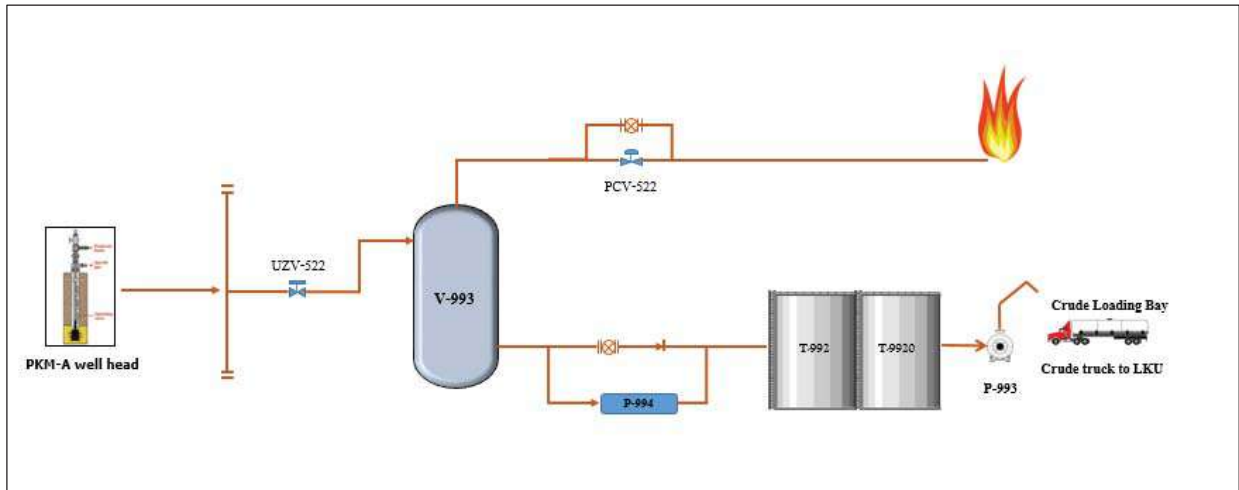 PCV-522
UZV-522
V-993
PKM-A well head
T-992
T-9920
P-994
P-993
Crude Loading Bay
Crude truck to LKU